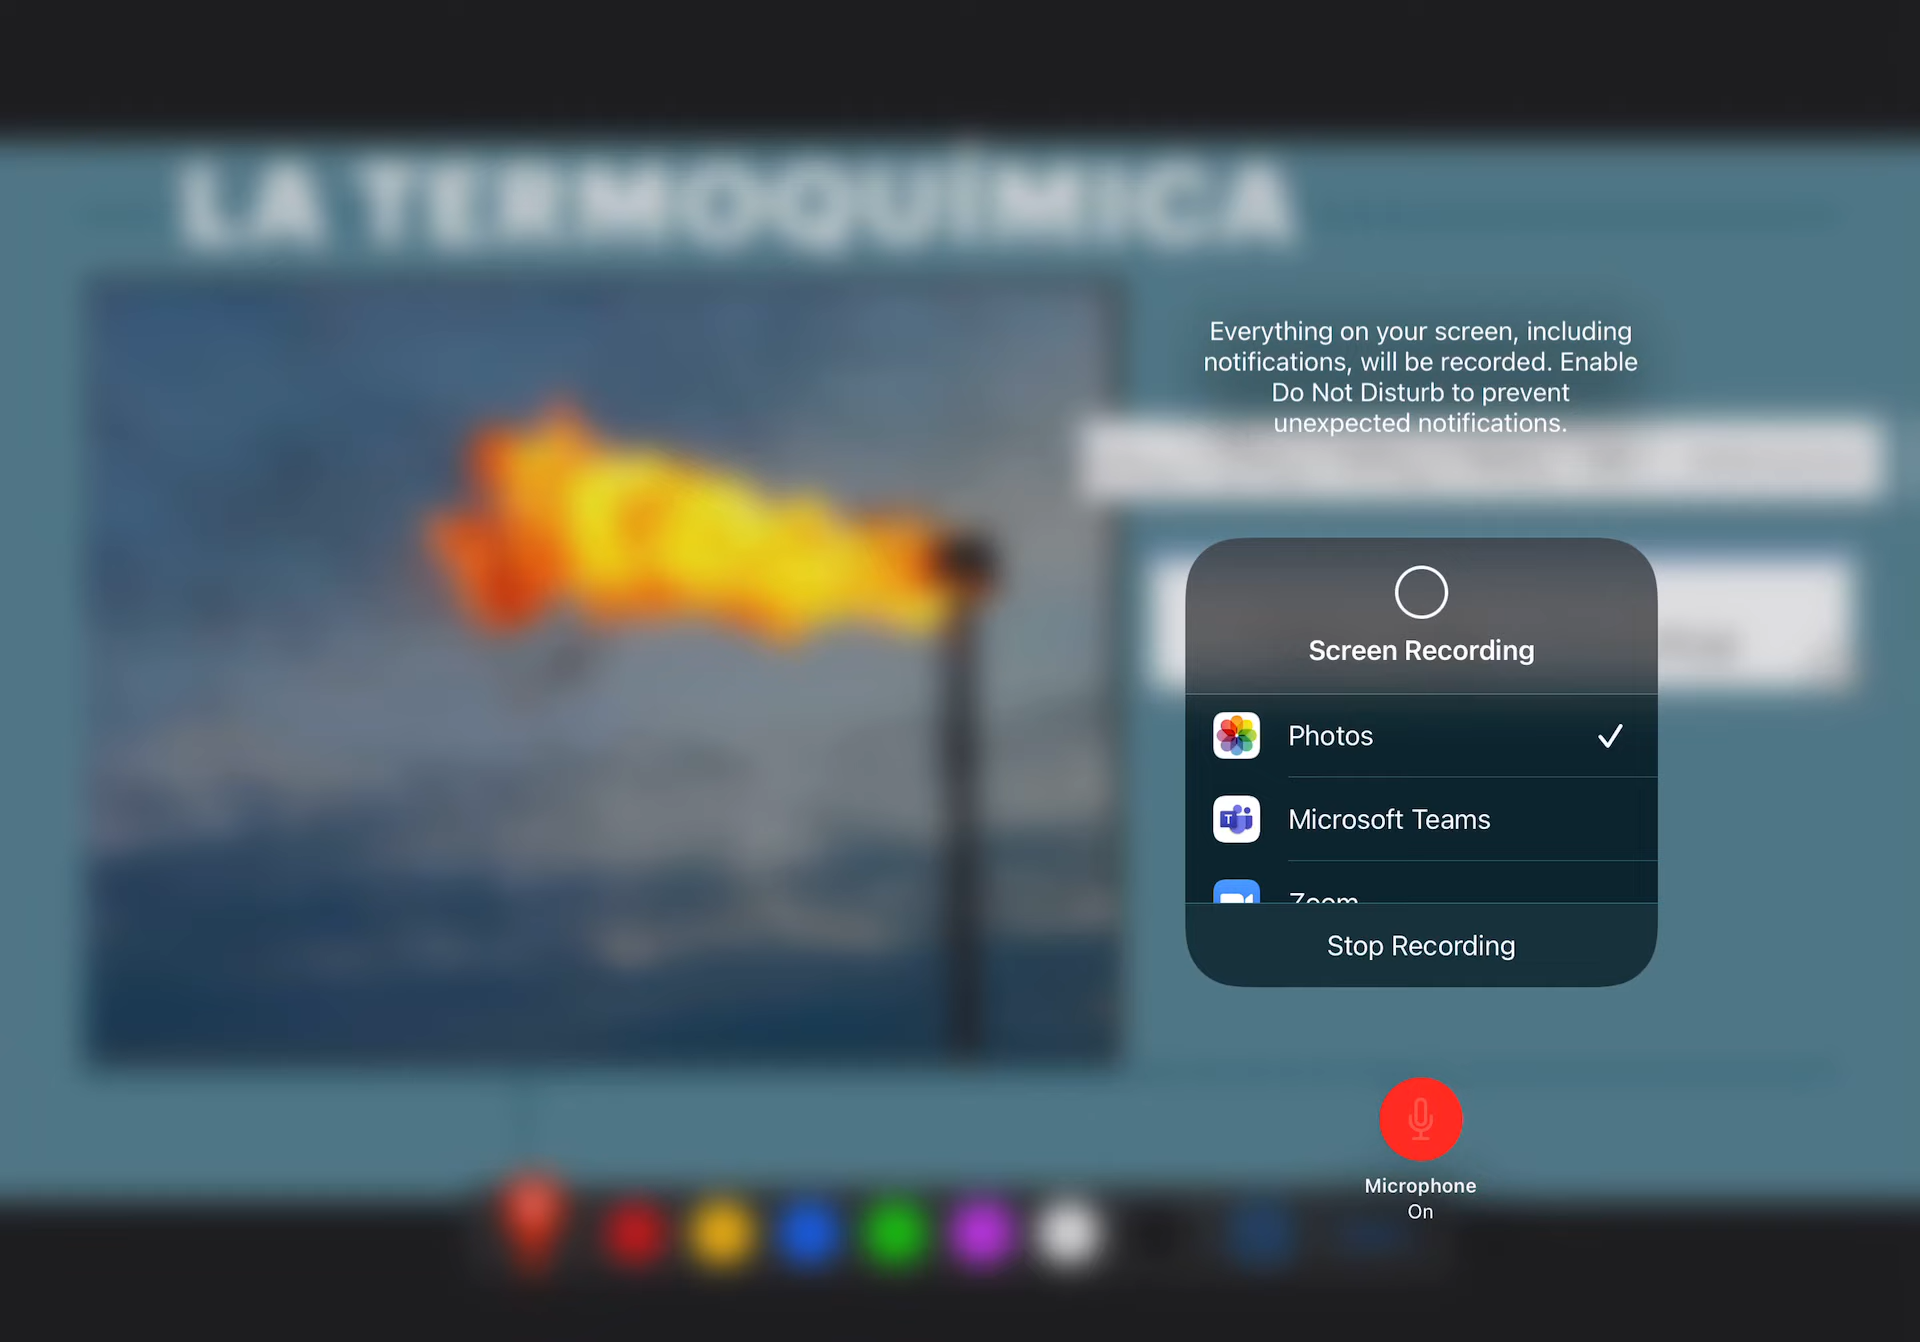 LA TERMOQUÍMICA
Everything on your screen, including
notifications, will be recorded. Enable
Do Not Disturb to prevent
unexpected notifications.
Screen Recording
Photos
Microsoft Teams
Zoom
Stop Recording
Microphone
On